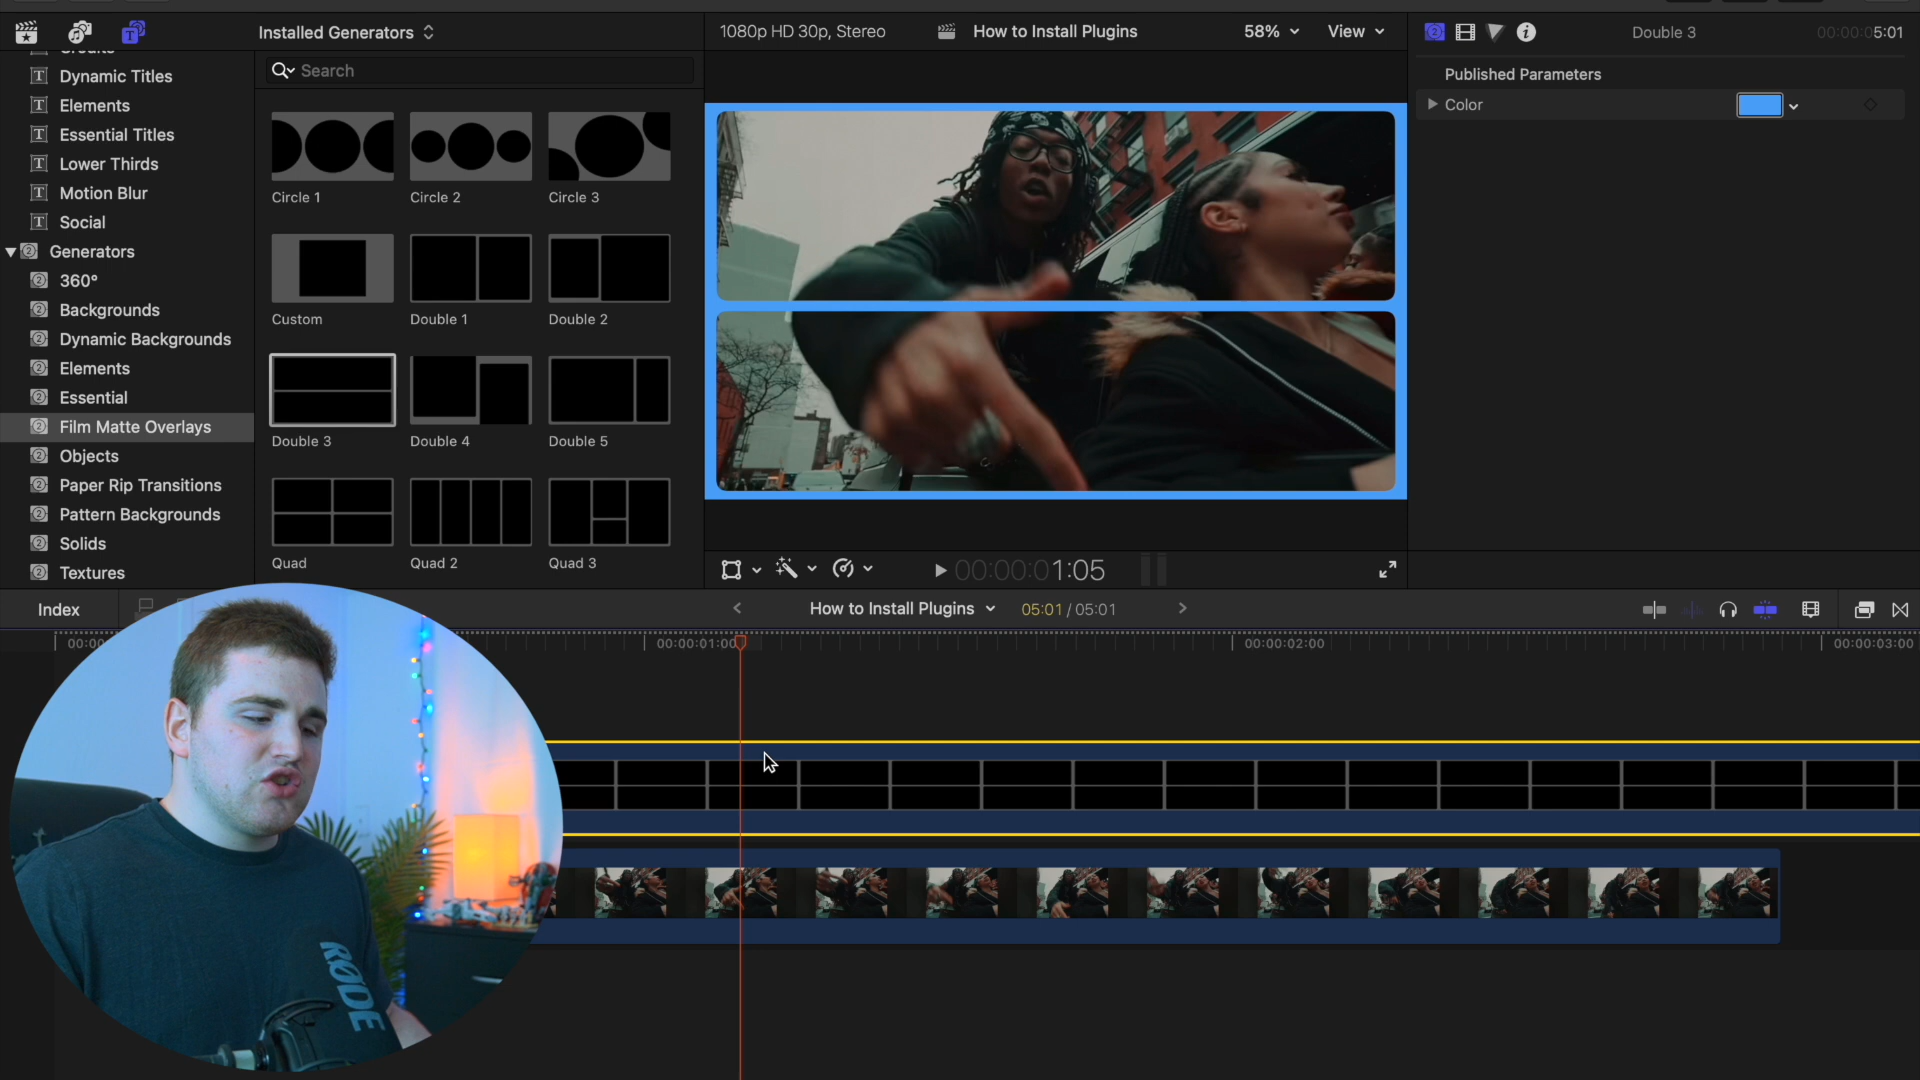 Installed Generators
1080p HD 30p, Stereo
How to Install Plugins
58%
View
Double 3
00:00:05:01
Search
Published Parameters
Color
Credits
Dynamic Titles
Elements
Essential Titles
Lower Thirds
Motion Blur
Social
Generators
360°
Backgrounds
Dynamic Backgrounds
Elements
Essential
Film Matte Overlays
Objects
Paper Rip Transitions
Pattern Backgrounds
Solids
Textures
Circle 1
Circle 2
Circle 3
Custom
Double 1
Double 2
Double 3
Double 4
Double 5
Quad
Quad 2
Quad 3
00:00:01:05
Index
How to Install Plugins
05:01 / 05:01
00:00:01:00
00:00:02:00
00:00:03:00
RØDE